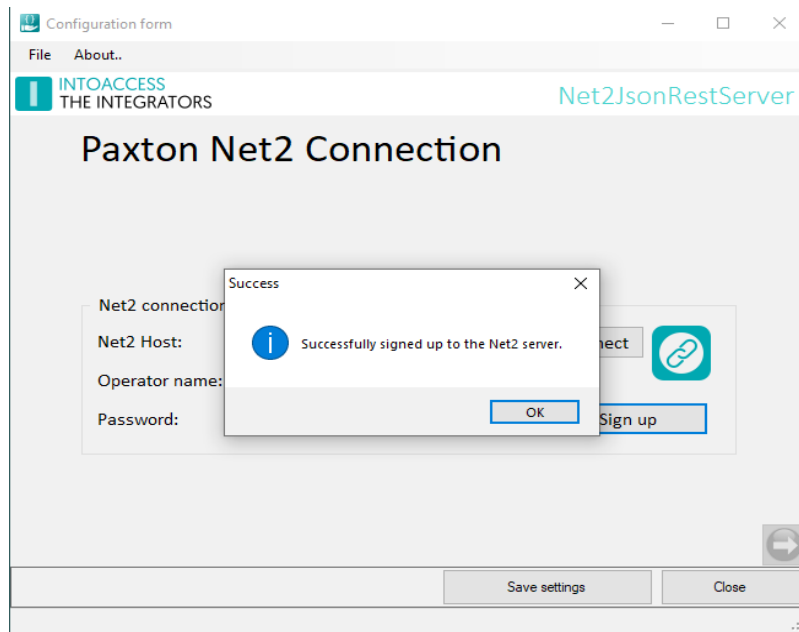 Configuration form
File About..
INTOACCESS
THE INTEGRATORS
Net2JsonRestServer
Paxton Net2 Connection
Success
Successfully signed up to the Net2 server.
OK
Net2 connection
Net2 Host:
Operator name:
Password:
Sign up
Save settings
Close